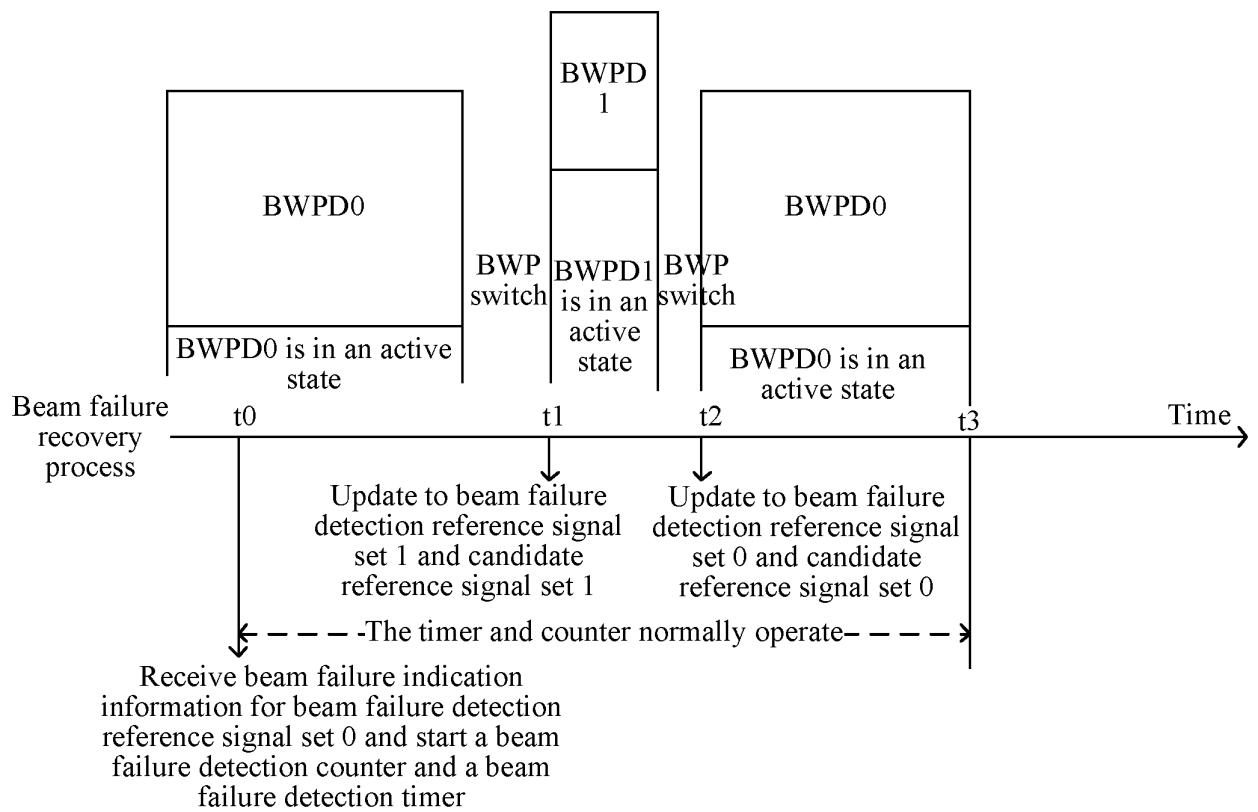 BWPD
1
BWPD0
BWPD0
BWP
switch
BWPD1
is in an
active
state
BWP
switch
BWPD0 is in an active
state
BWPD0 is in an
active state
Beam failure
recovery
process
t0
t1
t2
t3
Time
Update to beam failure
detection reference signal
set 1 and candidate
reference signal set 1
Update to beam failure
detection reference signal
set 0 and candidate
reference signal set 0
The timer and counter normally operate
Receive beam failure indication
information for beam failure detection
reference signal set 0 and start a beam
failure detection counter and a beam
failure detection timer